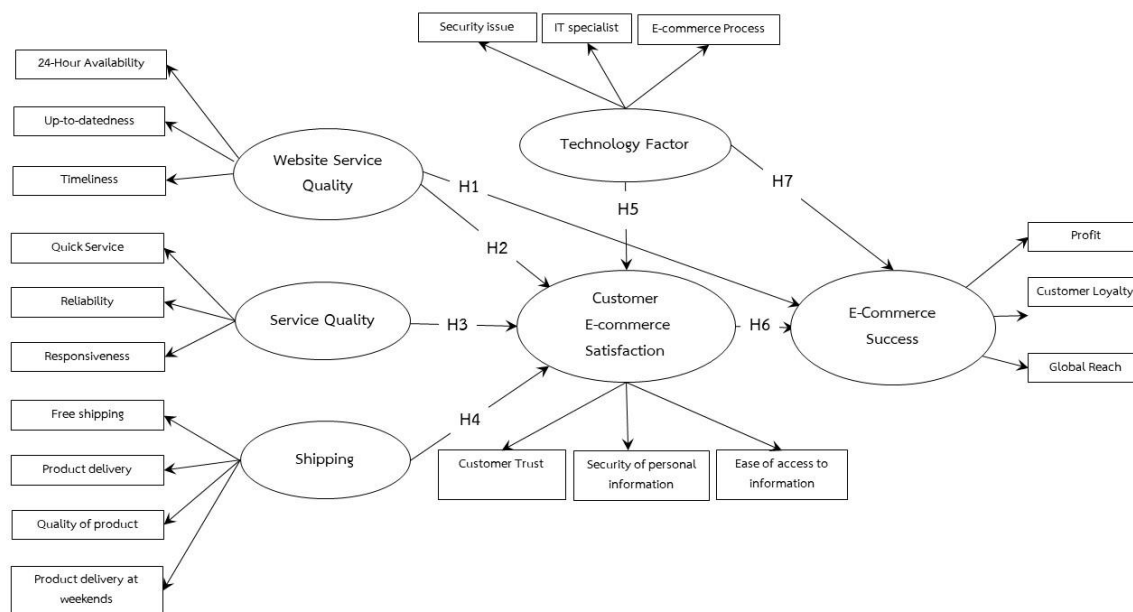 Security issue
IT specialist
E-commerce Process
24-Hour Availability
Up-to-datedness
Timeliness
Website Service
Quality
Technology Factor
H1
H7
H5
H2
Quick Service
Reliability
Responsiveness
Service Quality
H3
Customer
E-commerce
Satisfaction
H6
E-Commerce
Success
Profit
Customer Loyalty
Global Reach
Free shipping
Product delivery
Quality of product
Product delivery at
weekends
Shipping
H4
Customer Trust
Security of personal
information
Ease of access to
information